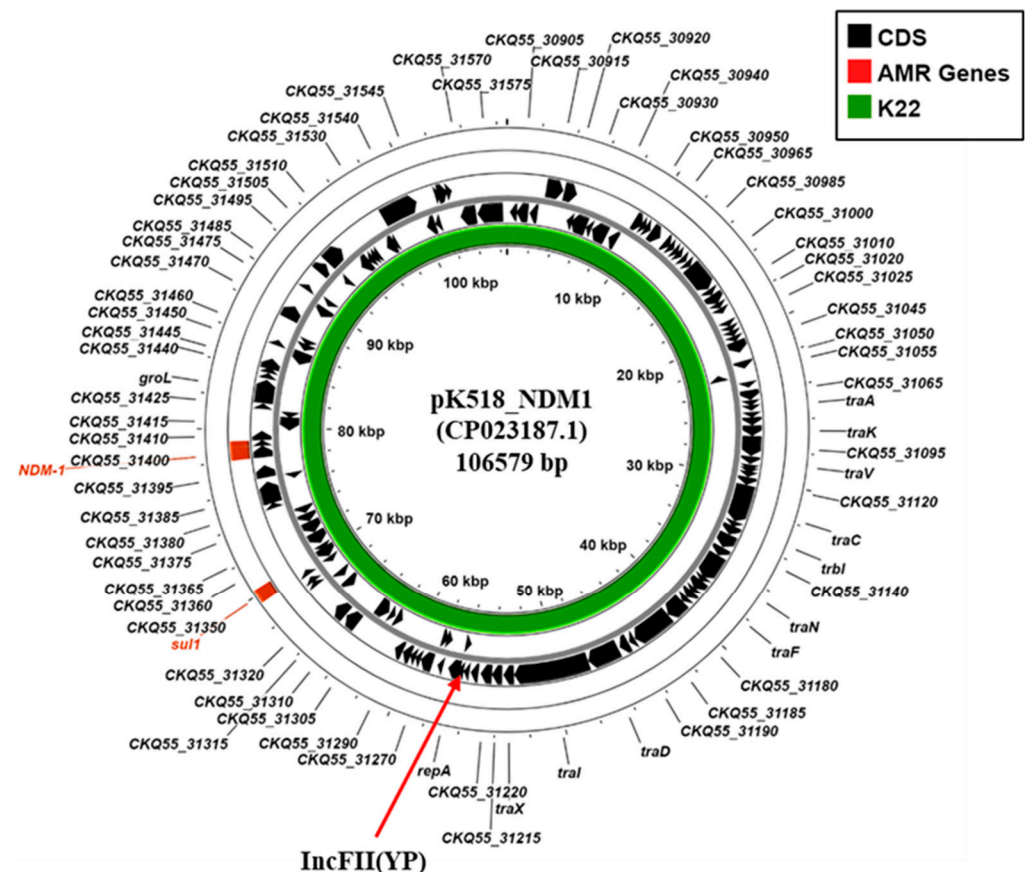 CDS
AMR Genes
K22
CKQ55_30905
CKQ55_30920
CKQ55_30915
CKQ55_30940
CKQ55_30930
CKQ55_30950
CKQ55_30965
CKQ55_30985
CKQ55_31000
CKQ55_31010
CKQ55_31020
CKQ55_31025
CKQ55_31045
CKQ55_31050
CKQ55_31055
CKQ55_31065
traA
traK
CKQ55_31095
traV
CKQ55_31120
traC
trbI
CKQ55_31140
traN
traF
CKQ55_31180
CKQ55_31185
CKQ55_31190
traD
traI
traX
CKQ55_31215
CKQ55_31220
repA
IncFII(YP)
CKQ55_31270
CKQ55_31290
CKQ55_31305
CKQ55_31310
CKQ55_31315
CKQ55_31320
sul1
CKQ55_31350
CKQ55_31360
CKQ55_31365
CKQ55_31375
CKQ55_31380
CKQ55_31385
CKQ55_31395
NDM-1
CKQ55_31400
CKQ55_31410
CKQ55_31415
CKQ55_31425
groL
CKQ55_31440
CKQ55_31445
CKQ55_31450
CKQ55_31460
CKQ55_31470
CKQ55_31475
CKQ55_31485
CKQ55_31495
CKQ55_31505
CKQ55_31510
CKQ55_31530
CKQ55_31540
CKQ55_31545
CKQ55_31570
CKQ55_31575
10 kbp
20 kbp
30 kbp
40 kbp
50 kbp
60 kbp
70 kbp
80 kbp
90 kbp
100 kbp
pK518_NDM1
(CP023187.1)
106579 bp